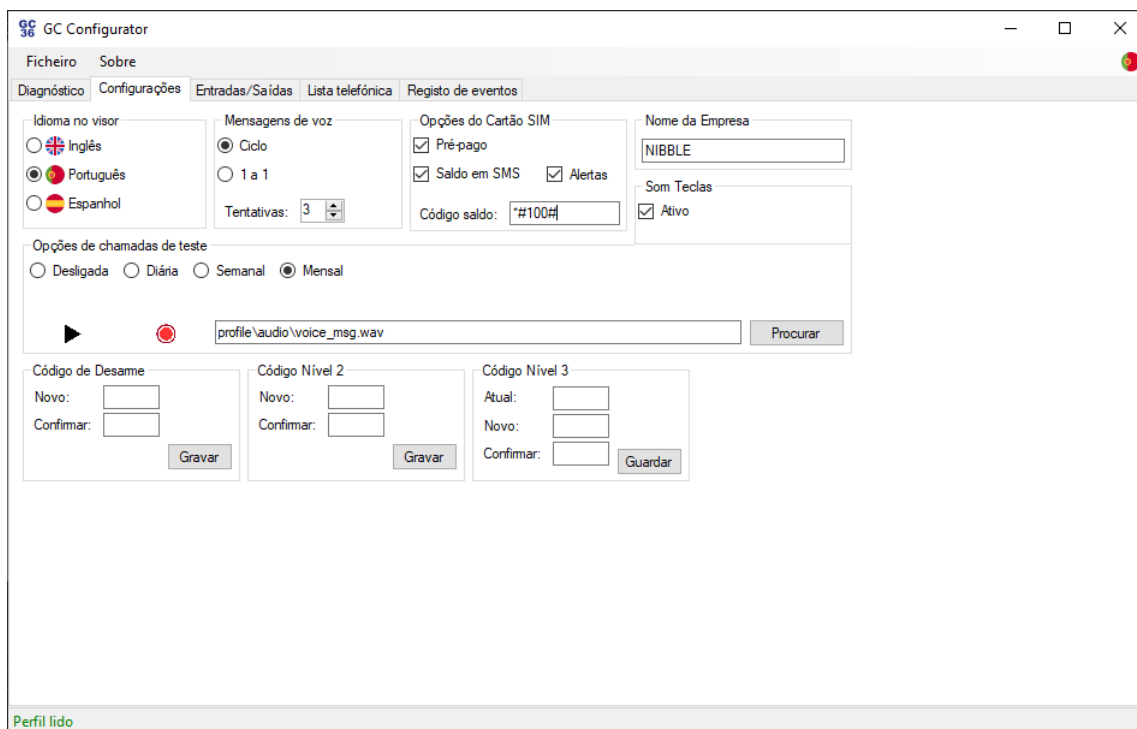 GC 36 GC Configurator
Ficheiro Sobre
Diagnóstico Configurações Entradas/Saídas Lista telefónica Registo de eventos
Idioma no visor Mensagens de voz Opções do Cartão SIM Nome da Empresa
Inglês Ciclo Pré-pago NIBBLE
Português 1 a 1 Saldo em SMS Alertas Som Teclas
Espanhol Tentativas: 3 Código saldo: *#100# Ativo
Opções de chamadas de teste
Desligada Diária Semanal Mensal
profile\audio\voice_msg.wav Procurar
Código de Desarme Código Nível 2 Código Nível 3
Novo: Novo: Atual:
Confirmar: Confirmar: Novo:
Gravar Gravar Confirmar: Guardar
Perfil lido